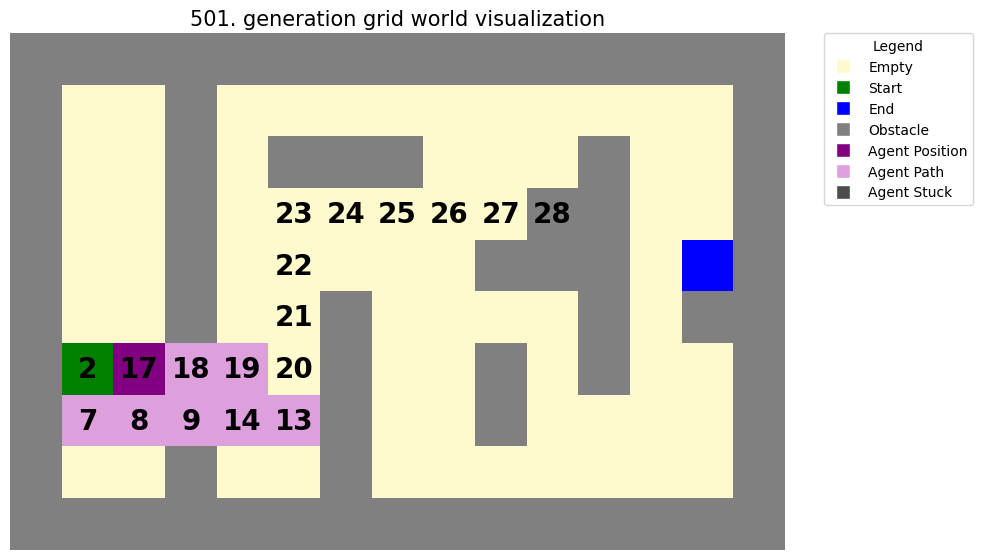 501. generation grid world visualization
Legend
Empty
Start
End
Obstacle
Agent Position
Agent Path
Agent Stuck
23 24 25 26 27 28
22
21
2 17 18 19 20
7 8 9 14 13